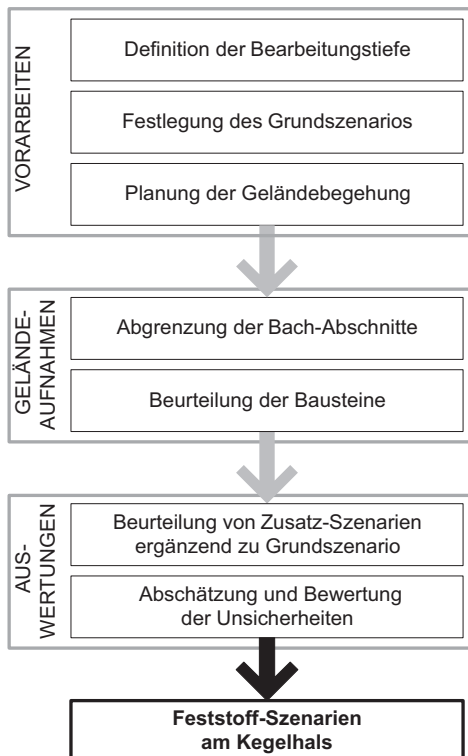 VORARBEITEN
Definition der Bearbeitungstiefe
Festlegung des Grundszenarios
Planung der Geländebegehung
GELÄNDE-
AUFNAHMEN
Abgrenzung der Bach-Abschnitte
Beurteilung der Bausteine
AUS-
WERTUNGEN
Beurteilung von Zusatz-Szenarien
ergänzend zu Grundszenario
Abschätzung und Bewertung
der Unsicherheiten
Feststoff-Szenarien
am Kegelhals